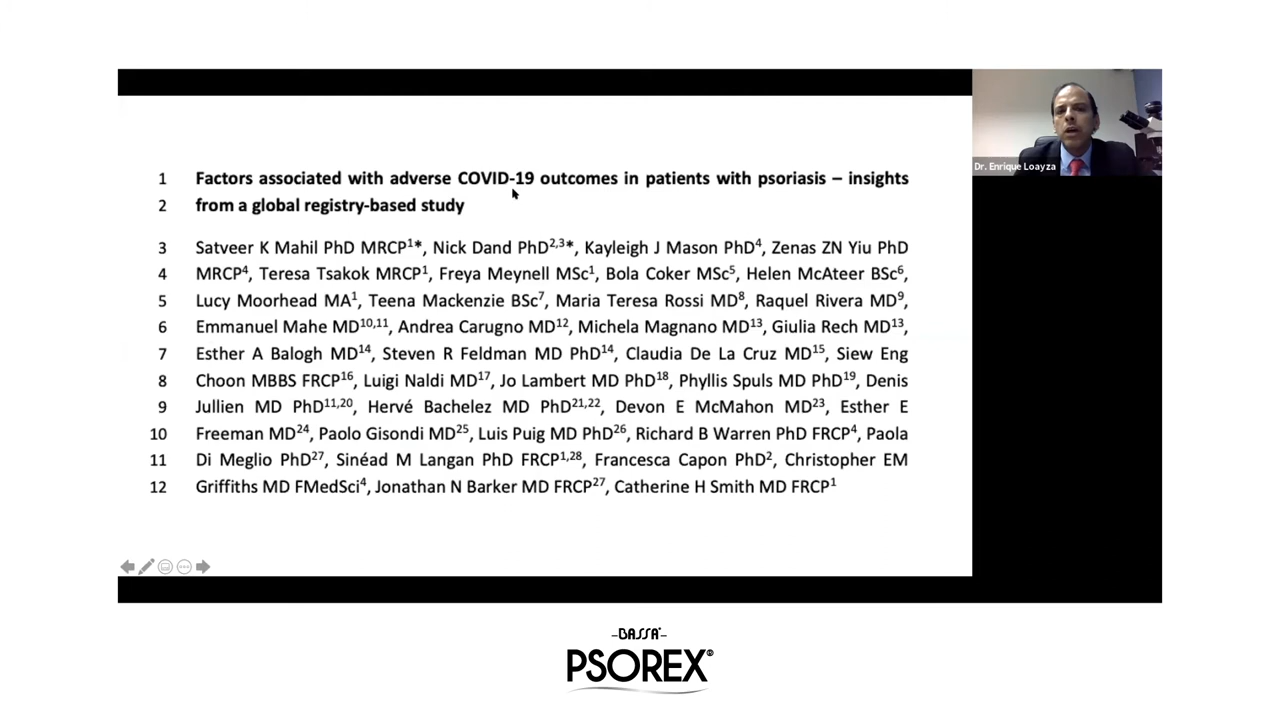 1 Factors associated with adverse COVID-19 outcomes in patients with psoriasis – insights
2 from a global registry-based study
3 Satveer K Mahil PhD MRCP¹*, Nick Dand PhD²,³*, Kayleigh J Mason PhD⁴, Zenas ZN Yiu PhD
4 MRCP⁴, Teresa Tsakok MRCP¹, Freya Meynell MSc¹, Bola Coker MSc⁵, Helen McAteer BSc⁶,
5 Lucy Moorhead MA¹, Teena Mackenzie BSc⁷, Maria Teresa Rossi MD⁸, Raquel Rivera MD⁹,
6 Emmanuel Mahe MD¹⁰,¹¹, Andrea Carugno MD¹², Michela Magnano MD¹³, Giulia Rech MD¹³,
7 Esther A Balogh MD¹⁴, Steven R Feldman MD PhD¹⁴, Claudia De La Cruz MD¹⁵, Siew Eng
8 Choon MBBS FRCP¹⁶, Luigi Naldi MD¹⁷, Jo Lambert MD PhD¹⁸, Phyllis Spuls MD PhD¹⁹, Denis
9 Jullien MD PhD¹¹,²⁰, Hervé Bachelez MD PhD²¹,²², Devon E McMahon MD²³, Esther E
10 Freeman MD²⁴, Paolo Gisondi MD²⁵, Luis Puig MD PhD²⁶, Richard B Warren PhD FRCP⁴, Paola
11 Di Meglio PhD²⁷, Sinéad M Langan PhD FRCP¹,²⁸, Francesca Capon PhD², Christopher EM
12 Griffiths MD FMedSci⁴, Jonathan N Barker MD FRCP²⁷, Catherine H Smith MD FRCP¹
Dr. Enrique Loayza
–BASSA–
PSOREX®